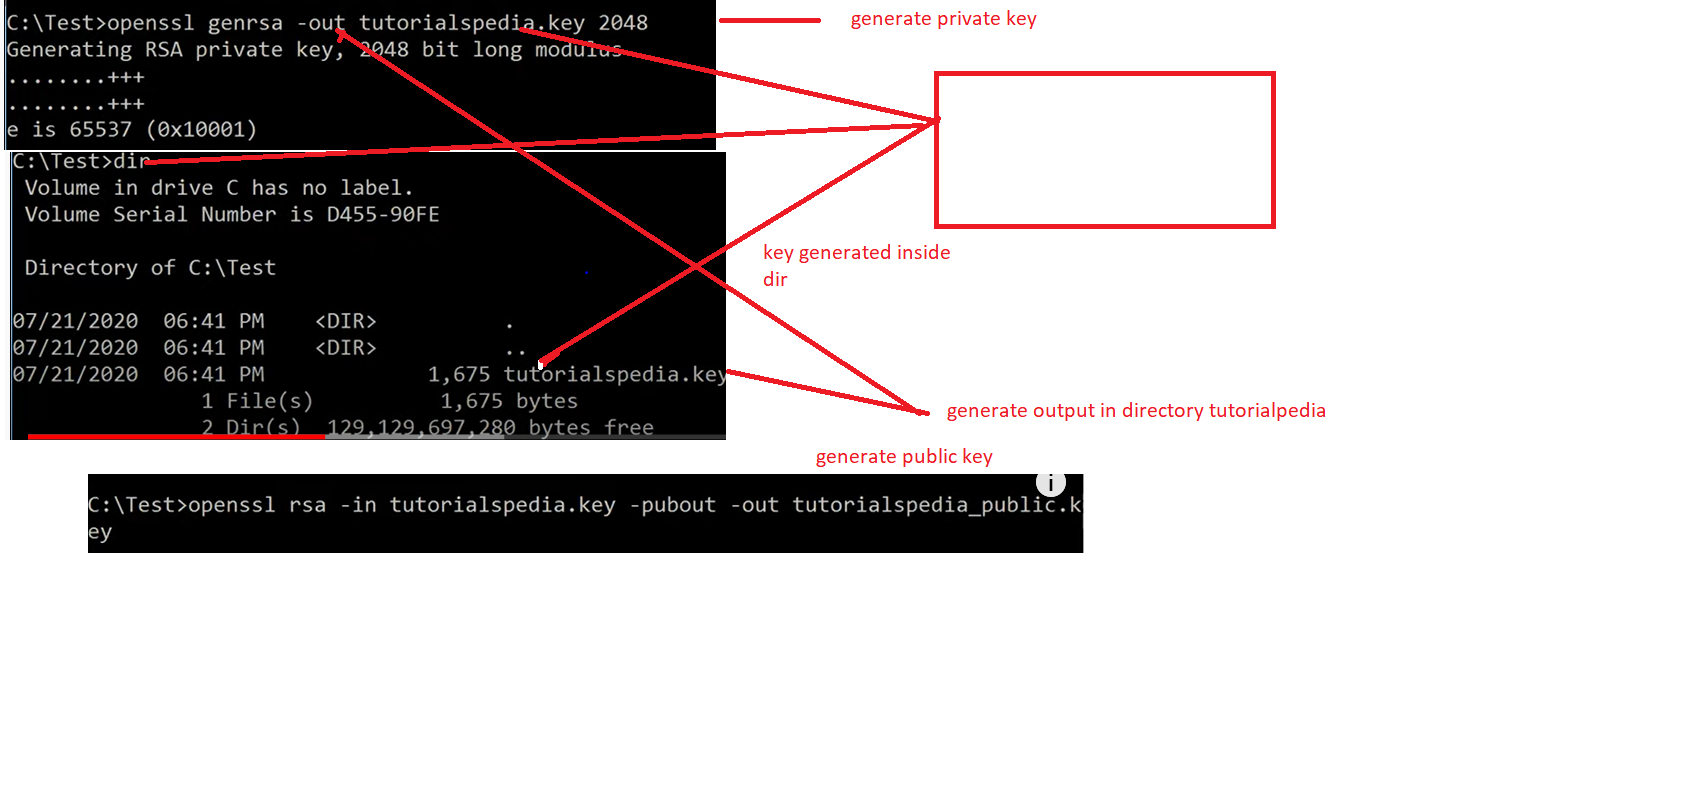 C:\Test>openssl genrsa -out tutorialspedia.key 2048
generate private key
Generating RSA private key, 2048 bit long modulus
........+++
........+++
e is 65537 (0x10001)
C:\Test>dir
Volume in drive C has no label.
Volume Serial Number is D455-90FE
Directory of C:\Test
key generated inside
dir
07/21/2020 06:41 PM <DIR> .
07/21/2020 06:41 PM <DIR> ..
07/21/2020 06:41 PM 1,675 tutorialspedia.key
1 File(s) 1,675 bytes
2 Dir(s) 129,129,697,280 bytes free
generate output in directory tutorialpedia
generate public key
i
C:\Test>openssl rsa -in tutorialspedia.key -pubout -out tutorialspedia_public.k
ey